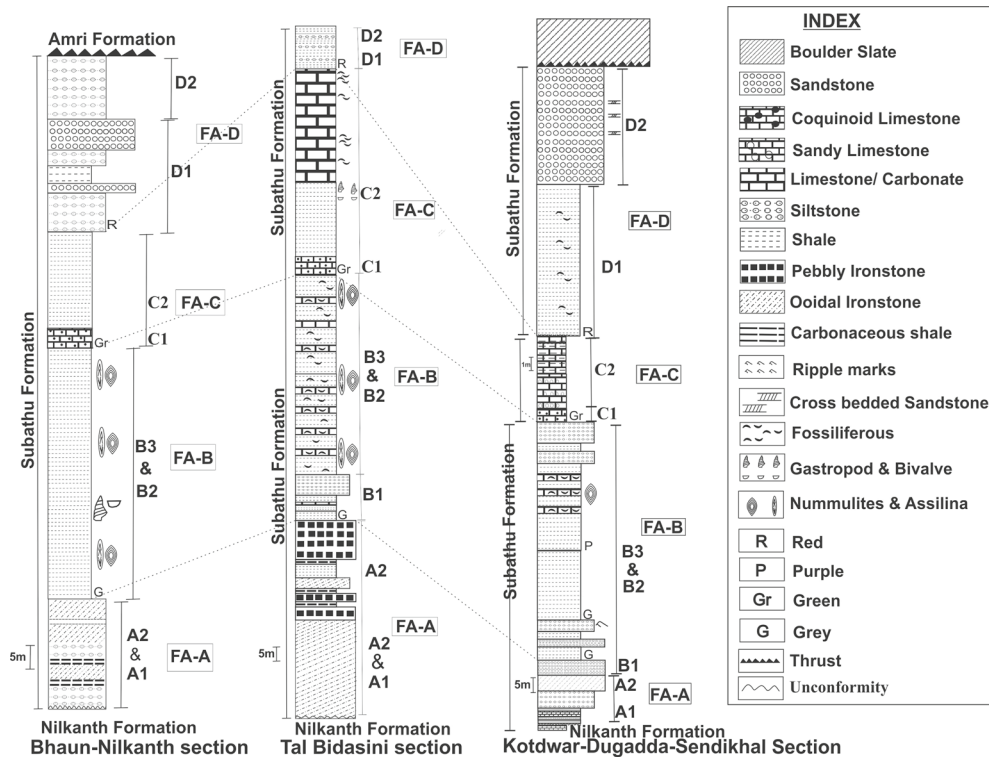 Amri Formation
Subathu Formation
D2
D1
FA-D
R
C2
FA-C
C1
Gr
B3
&
B2
FA-B
G
A2
&
A1
FA-A
5m
Nilkanth Formation
Bhaun-Nilkanth section
Subathu Formation
Subathu Formation
D2
D1
FA-D
R
C2
FA-C
C1
Gr
B3
&
B2
FA-B
B1
G
A2
FA-A
A2
&
A1
5m
Nilkanth Formation
Tal Bidasini section
Subathu Formation
Subathu Formation
D2
FA-D
D1
R
1m
C2
FA-C
C1
Gr
FA-B
B3
&
B2
P
G
G
B1
A2
FA-A
5m
A1
Nilkanth Formation
Kotdwar-Dugadda-Sendikhal Section
INDEX
Boulder Slate
Sandstone
Coquinoid Limestone
Sandy Limestone
Limestone/ Carbonate
Siltstone
Shale
Pebbly Ironstone
Ooidal Ironstone
Carbonaceous shale
Ripple marks
Cross bedded Sandstone
Fossiliferous
Gastropod & Bivalve
Nummulites & Assilina
R Red
P Purple
Gr Green
G Grey
Thrust
Unconformity